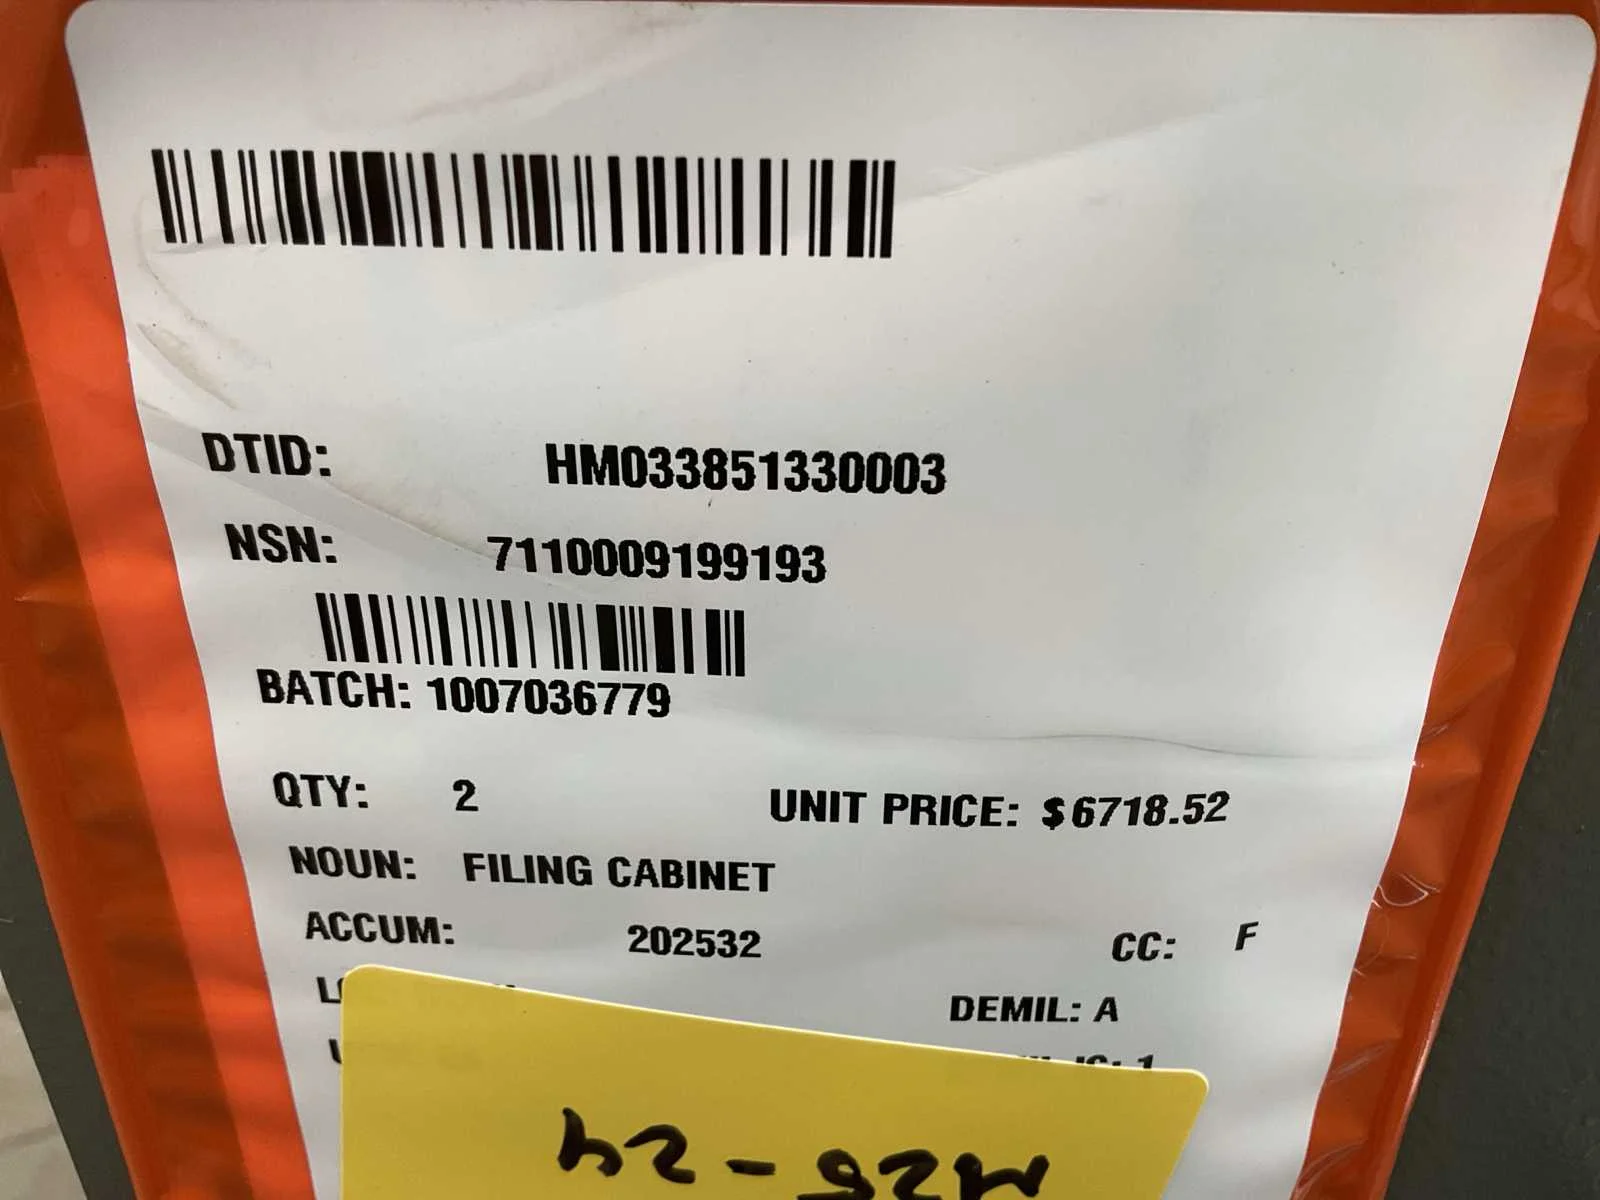 DTID: HM033851330003
NSN: 7110009199193
BATCH: 1007036779
QTY: 2 UNIT PRICE: $6718.52
NOUN: FILING CABINET
ACCUM: 202532 CC: F
DEMIL: A